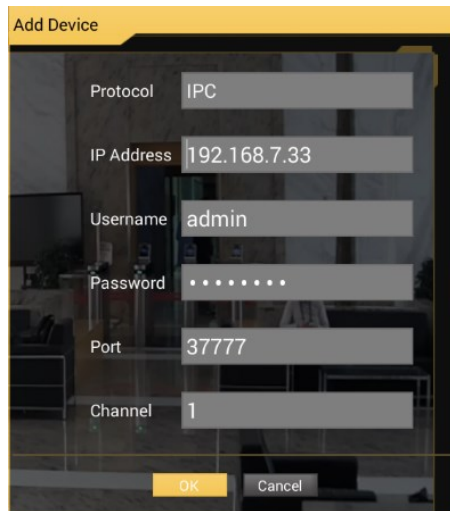 Add Device
Protocol IPC
IP Address 192.168.7.33
Username admin
Password ••••••••
Port 37777
Channel 1
OK Cancel